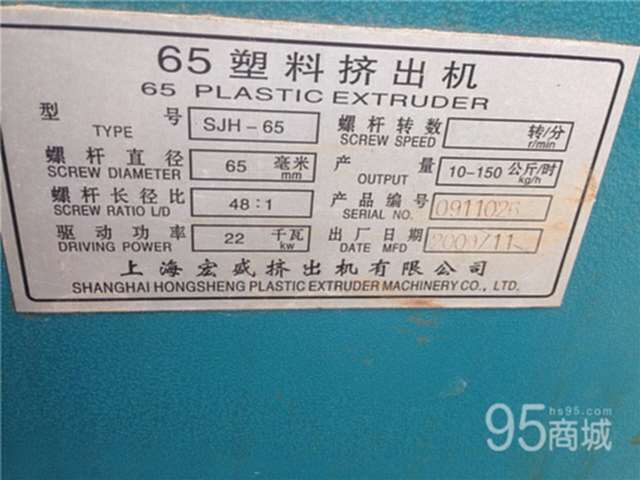 65 塑料挤出机
65 PLASTIC EXTRUDER
型 号 SJH-65 螺杆转数 转/分
TYPE SCREW SPEED r/min
螺杆直径 65 毫米 产 量 10-150 公斤/时
SCREW DIAMETER mm OUTPUT kg/h
螺杆长径比 48:1 产品编号
SCREW RATIO L/D SERIAL NO.
驱动功率 22 千瓦 出厂日期
DRIVING POWER kw DATE MFD
上海宏盛挤出机有限公司
SHANGHAI HONGSHENG PLASTIC EXTRUDER MACHINERY CO., LTD.
95商城
hs95.com